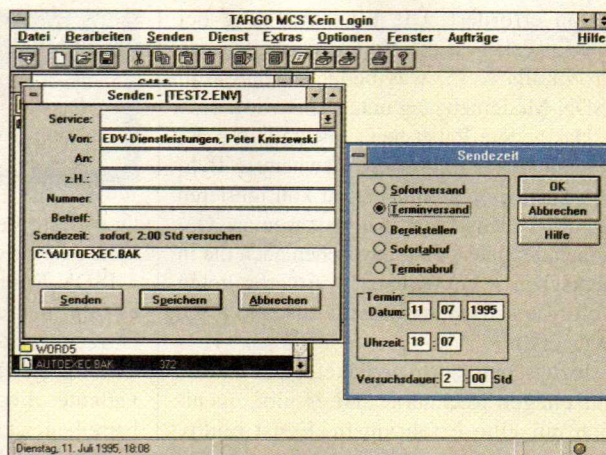 TARGO MCS Kein Login
Datei Bearbeiten Senden Dienst Extras Optionen Fenster Aufträge Hilfe
Senden - [TEST2.ENV]
Service:
Von: EDV-Dienstleistungen, Peter Kniszewski
An:
z.H.:
Nummer:
Betreff:
Sendezeit: sofort, 2:00 Std versuchen
C:\AUTOEXEC.BAK
Senden Speichern Abbrechen
WORD5
AUTOEXEC.BAK 372
Sendezeit
Sofortversand
Terminversand
Bereitstellen
Sofortabruf
Terminabruf
OK
Abbrechen
Hilfe
Termin:
Datum: 11 . 07 . 1995
Uhrzeit: 18 : 07
Versuchsdauer: 2 : 00 Std
Dienstag, 11. Juli 1995, 18:08